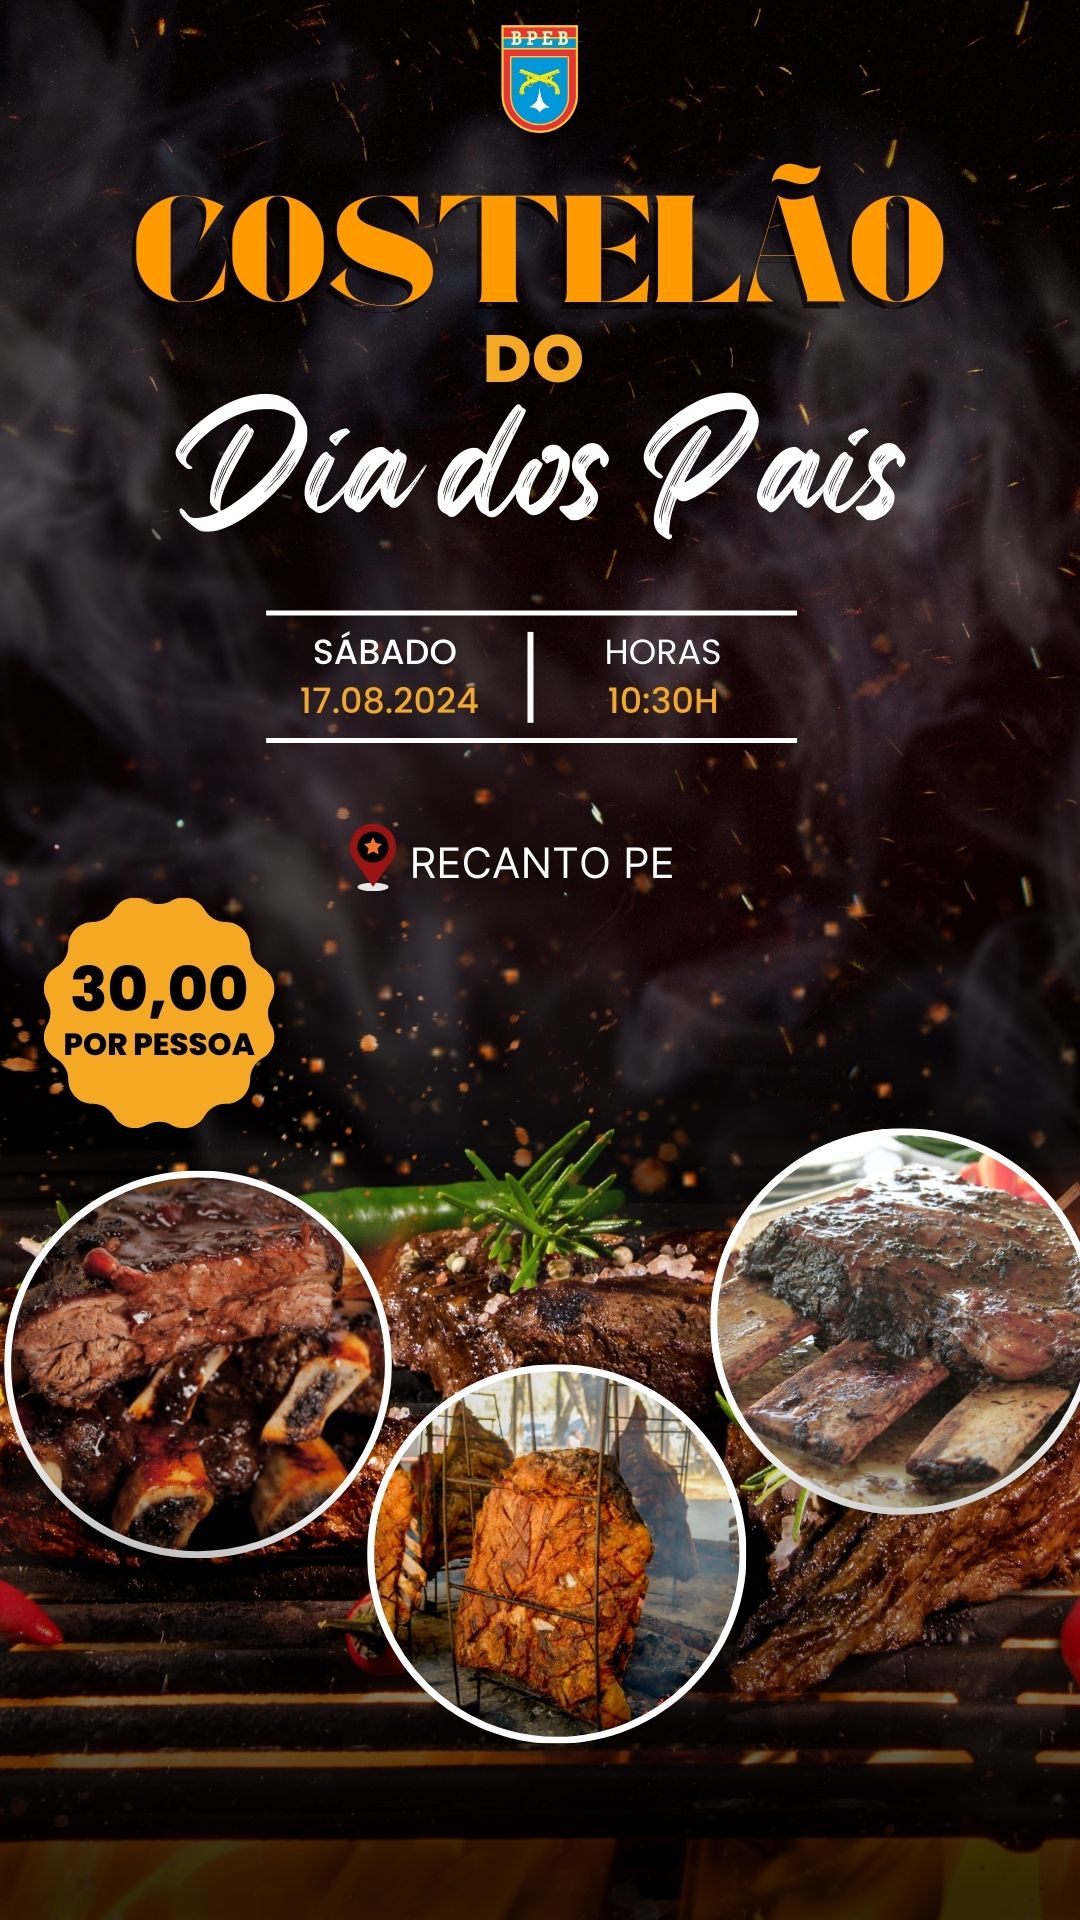 BPEB
COSTELÃO
DO
Dia dos Pais
SÁBADO
17.08.2024
HORAS
10:30H
RECANTO PE
30,00
POR PESSOA